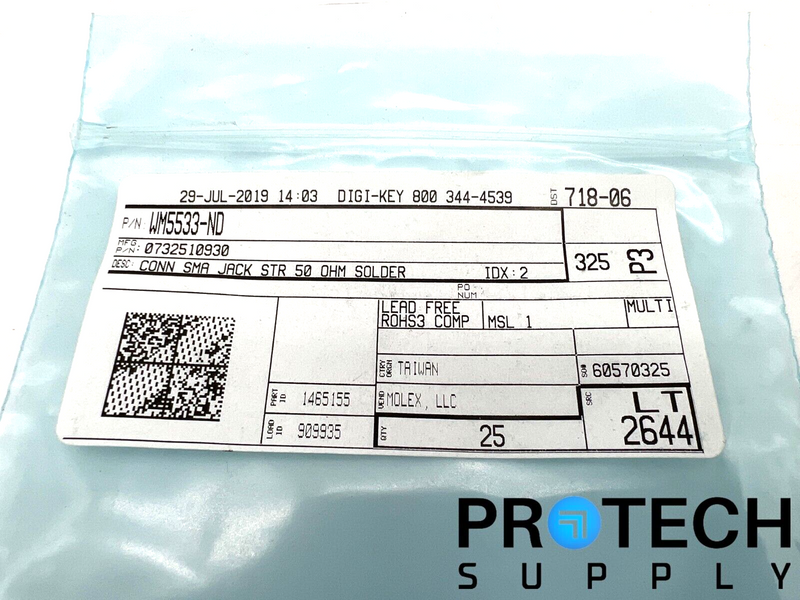 29-JUL-2019 14:03 DIGI-KEY 800 344-4539 DST 718-06
P/N: WM5533-ND
MFG. P/N: 0732510930
325 P3
DESC: CONN SMA JACK STR 50 OHM SOLDER IDX: 2
PO NUM
LEAD FREE
ROHS3 COMP MSL 1 MULTI
CTRY ORGN TAIWAN SO# 60570325
PART ID 1465155 VEND MOLEX, LLC SRC LT
LOAD ID 909935 QTY 25 2644
PROTECH
SUPPLY